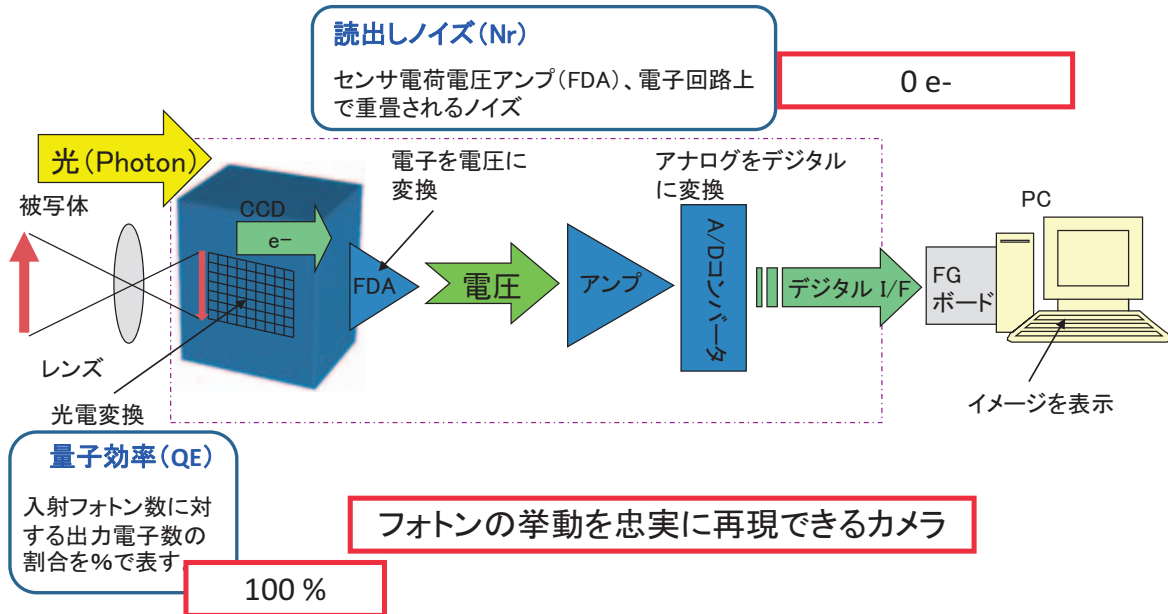 読出しノイズ(Nr)
センサ電荷電圧アンプ(FDA)、電子回路上
で重畳されるノイズ
0 e-
光(Photon)
被写体
電子を電圧に
変換
アナログをデジタル
に変換
PC
CCD
e-
FDA
電圧
アンプ
A/Dコンバータ
デジタル I/F
FG
ボード
レンズ
光電変換
イメージを表示
量子効率(QE)
入射フォトン数に対
する出力電子数の
割合を%で表す
100 %
フォトンの挙動を忠実に再現できるカメラ